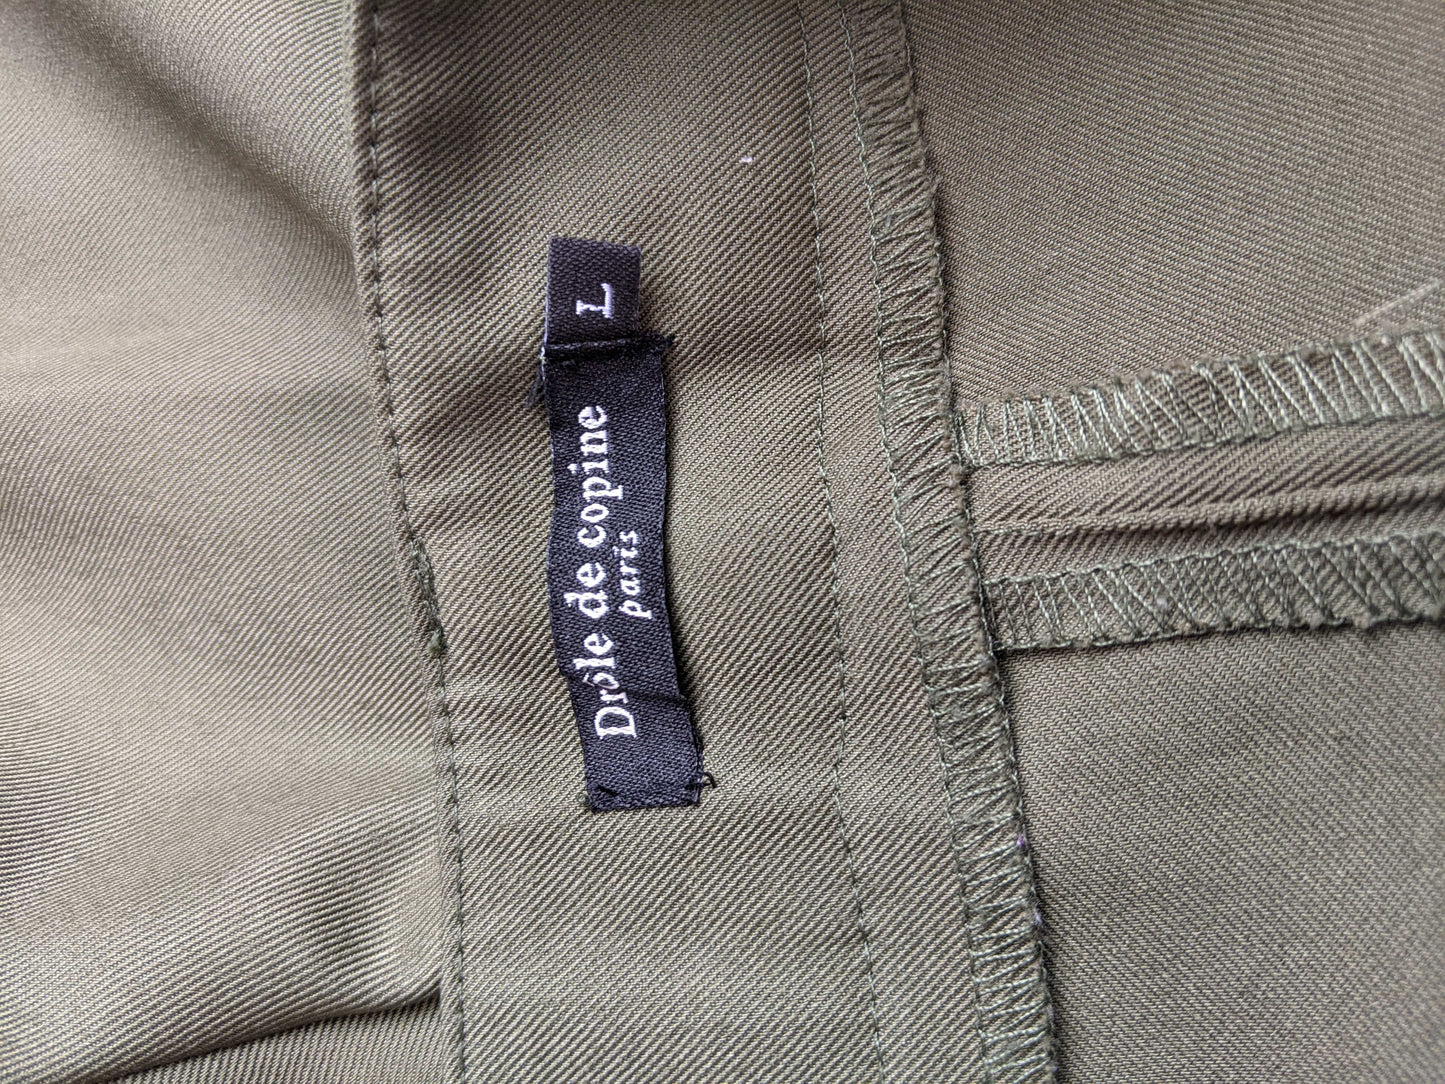 Drôle de copine
paris
L